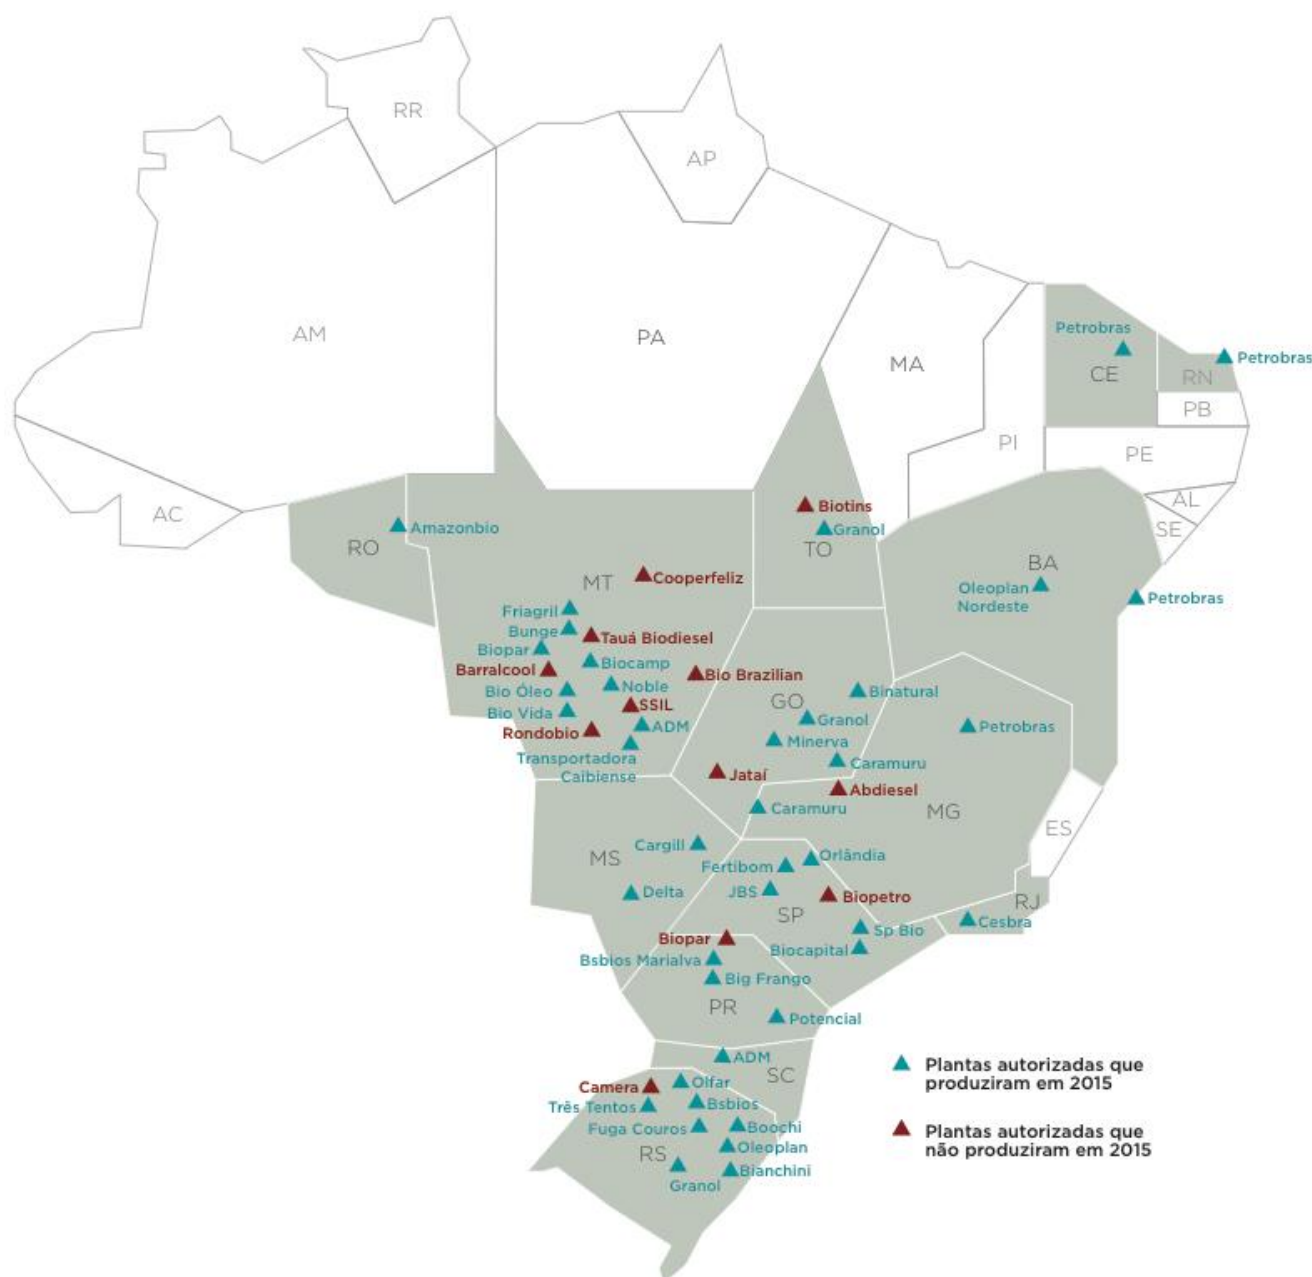 RR
AP
AM
PA
MA
Petrobras
CE
Petrobras
RN
PB
PI
PE
AL
SE
AC
Amazonbio
RO
Biotins
Granol
TO
BA
Oleoplan
Nordeste
Petrobras
MT
Cooperfeliz
Friagril
Bunge
Tauá Biodiesel
Biopar
Biocamp
Barralcool
Bio Brazilian
Bio Óleo
Noble
SSIL
Bio Vida
ADM
Rondobio
Transportadora
Caibiense
Binatural
GO
Granol
Minerva
Caramuru
Petrobras
Jataí
Abdiesel
Caramuru
MG
ES
MS
Cargill
Delta
Orlândia
Fertibom
JBS
Biopetro
SP
RJ
Cesbra
Sp Bio
Biocapital
Biopar
Bsbios Marialva
Big Frango
PR
Potencial
ADM
SC
Camera
Olfar
Três Tentos
Bsbios
Fuga Couros
Boochi
Oleoplan
RS
Bianchini
Granol
Plantas autorizadas que
produziram em 2015
Plantas autorizadas que
não produziram em 2015